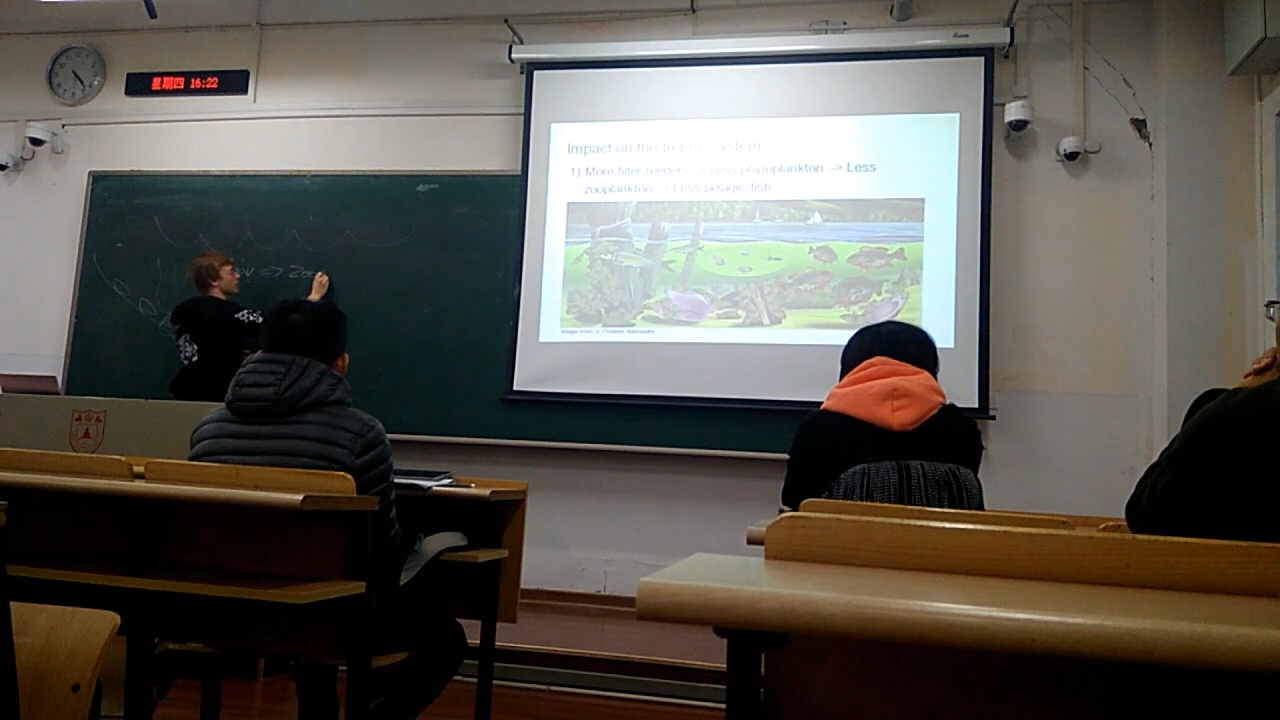 星期四 16:22
Impact on the trophic system
1) More filter feeders -> Less phytoplankton -> Less
zooplankton -> Less pelagic fish
=> Zoo